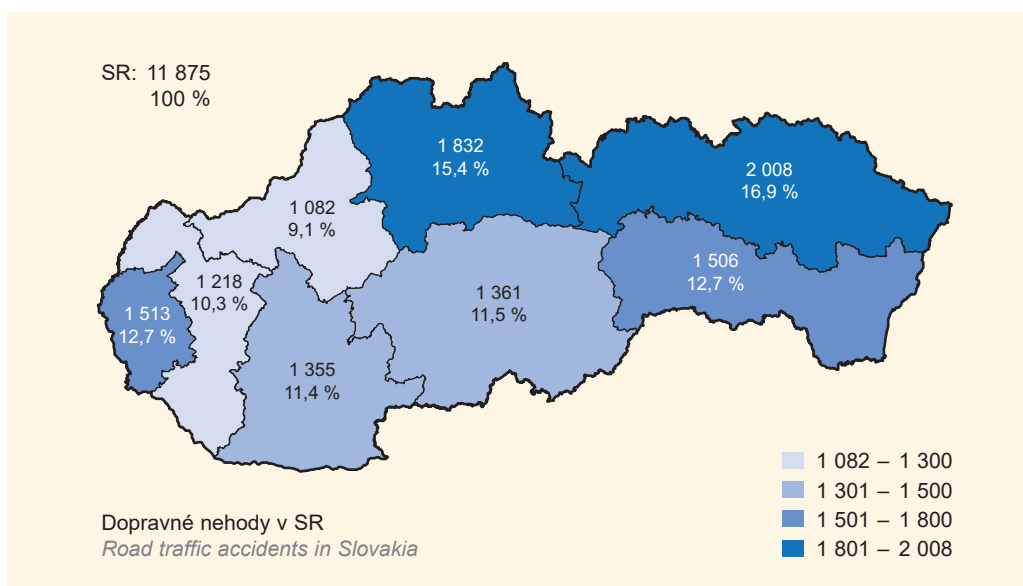 SR: 11 875
100 %
1 832
15,4 %
2 008
16,9 %
1 082
9,1 %
1 506
12,7 %
1 218
10,3 %
1 361
11,5 %
1 513
12,7 %
1 355
11,4 %
1 082 – 1 300
1 301 – 1 500
1 501 – 1 800
1 801 – 2 008
Dopravné nehody v SR
Road traffic accidents in Slovakia